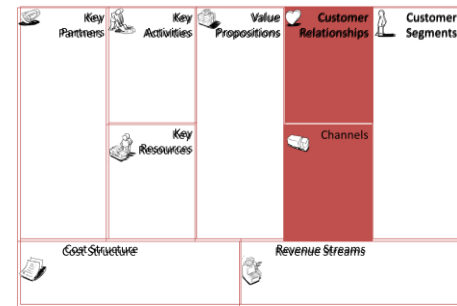 Key
Partners
Key
Activities
Value
Propositions
Customer
Relationships
Customer
Segments
Key
Resources
Channels
Cost Structure
Revenue Streams